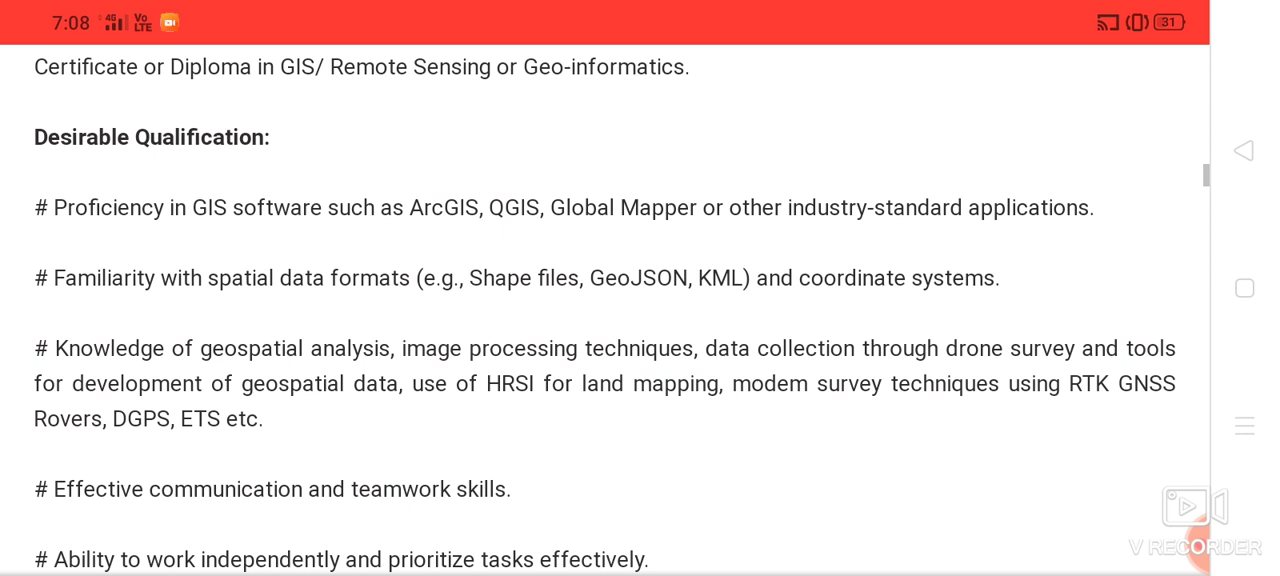 7:08 4G Vo LTE 31
Certificate or Diploma in GIS/ Remote Sensing or Geo-informatics.
Desirable Qualification:
# Proficiency in GIS software such as ArcGIS, QGIS, Global Mapper or other industry-standard applications.
# Familiarity with spatial data formats (e.g., Shape files, GeoJSON, KML) and coordinate systems.
# Knowledge of geospatial analysis, image processing techniques, data collection through drone survey and tools
for development of geospatial data, use of HRSI for land mapping, modem survey techniques using RTK GNSS
Rovers, DGPS, ETS etc.
# Effective communication and teamwork skills.
# Ability to work independently and prioritize tasks effectively.
V RECORDER